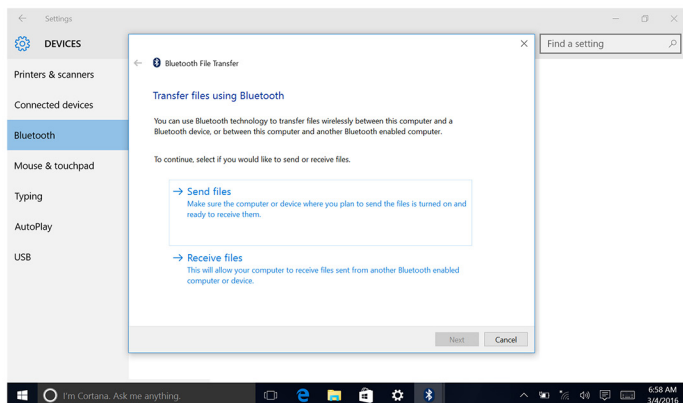 Settings
DEVICES
Find a setting
Printers & scanners
Connected devices
Bluetooth
Mouse & touchpad
Typing
AutoPlay
USB
Bluetooth File Transfer
Transfer files using Bluetooth
You can use Bluetooth technology to transfer files wirelessly between this computer and a
Bluetooth device, or between this computer and another Bluetooth enabled computer.
To continue, select if you would like to send or receive files.
Send files
Make sure the computer or device where you plan to send the files is turned on and
ready to receive them.
Receive files
This will allow your computer to receive files sent from another Bluetooth enabled
computer or device.
Next
Cancel
I'm Cortana. Ask me anything.
6:58 AM
3/4/2016